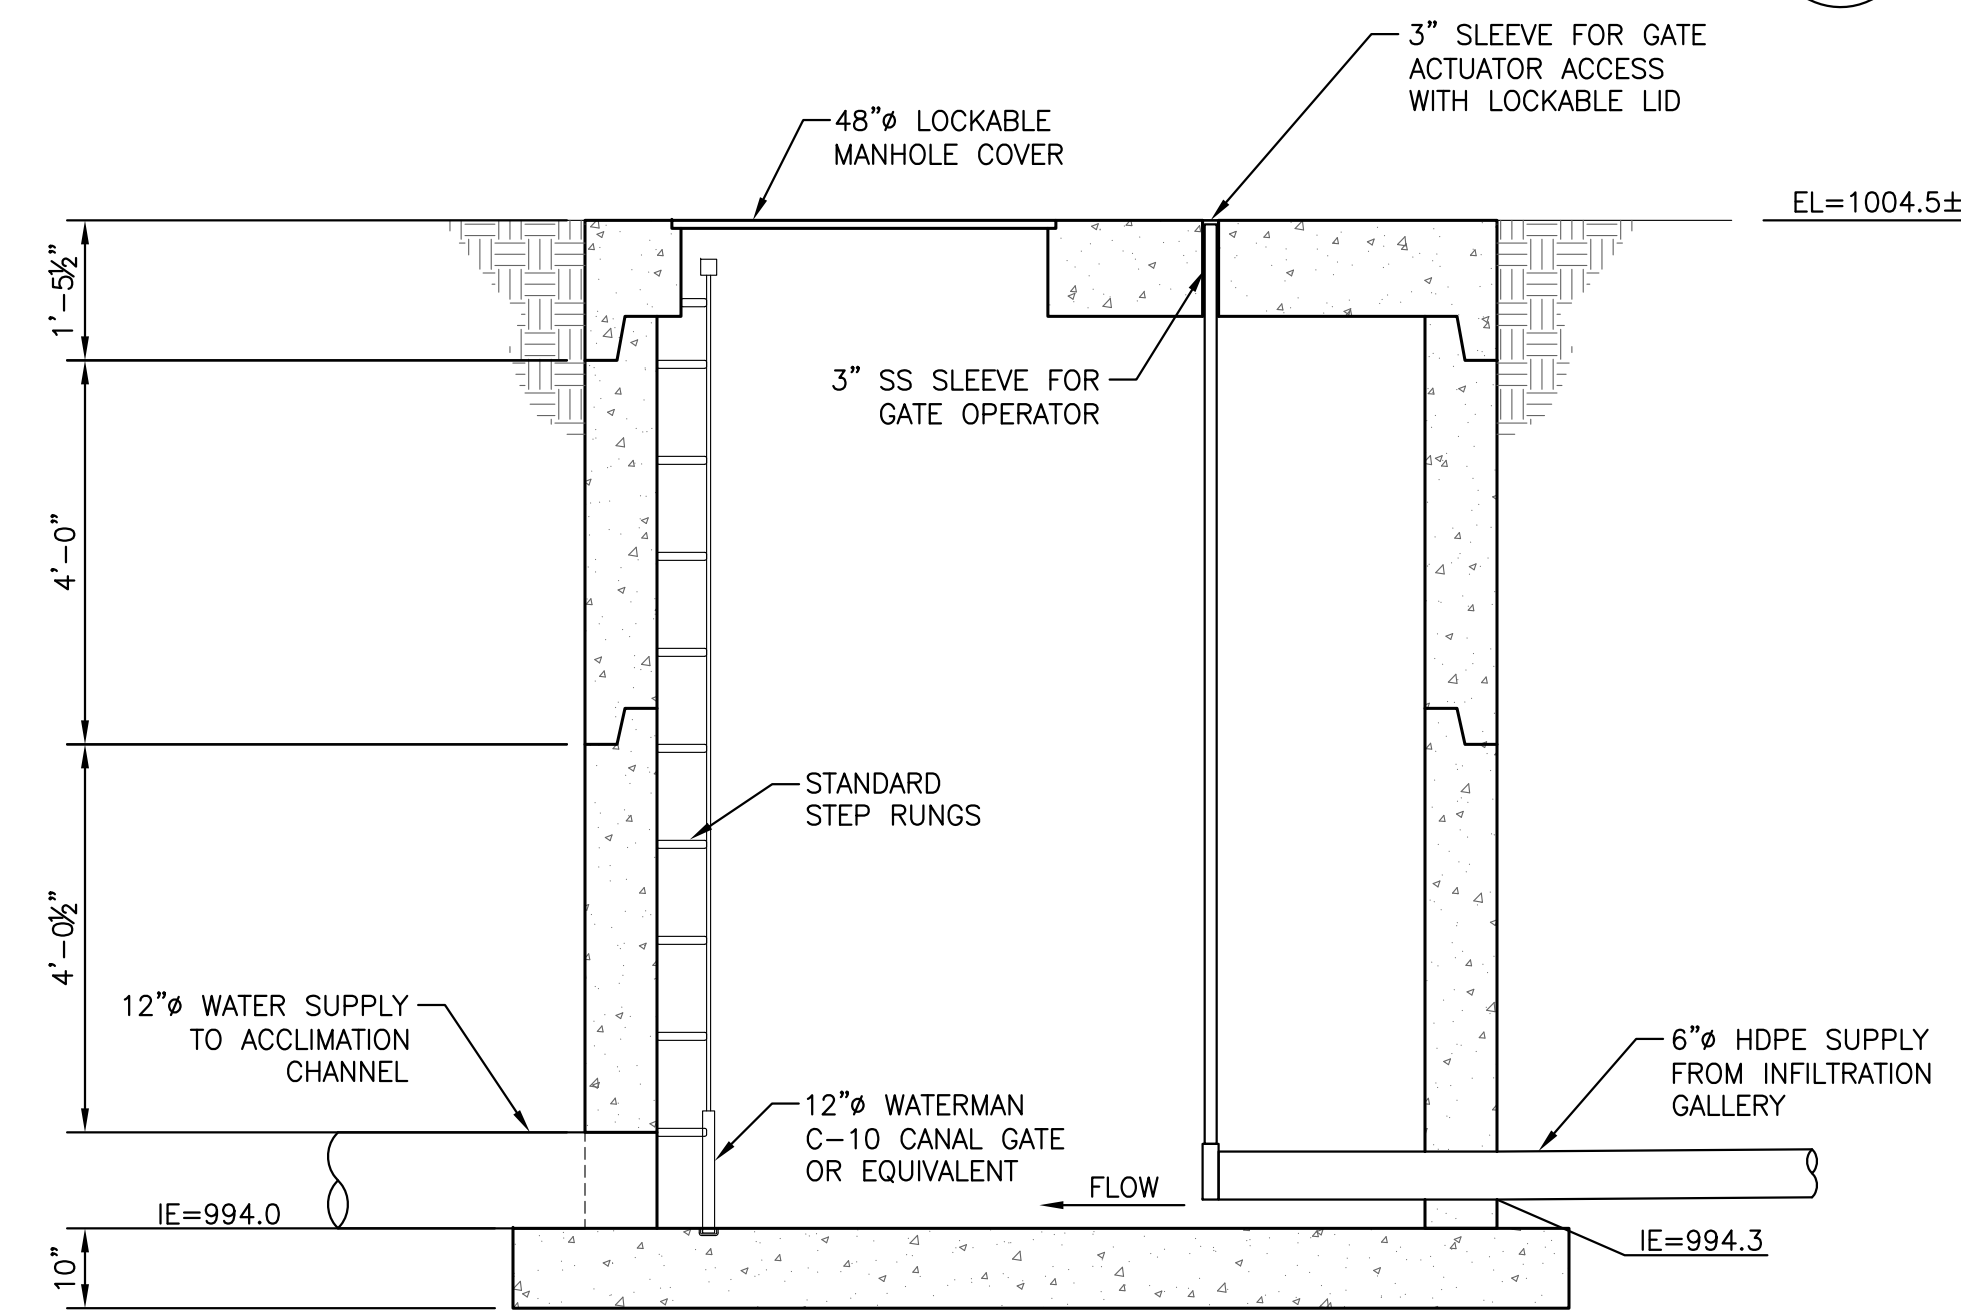 3" SLEEVE FOR GATE
ACTUATOR ACCESS
WITH LOCKABLE LID
48"ø LOCKABLE
MANHOLE COVER
EL=1004.5±
1'-5½"
3" SS SLEEVE FOR
GATE OPERATOR
4'-0"
STANDARD
STEP RUNGS
4'-0½"
12"ø WATER SUPPLY
TO ACCLIMATION
CHANNEL
6"ø HDPE SUPPLY
FROM INFILTRATION
GALLERY
12"ø WATERMAN
C-10 CANAL GATE
OR EQUIVALENT
FLOW
IE=994.0
IE=994.3
10"